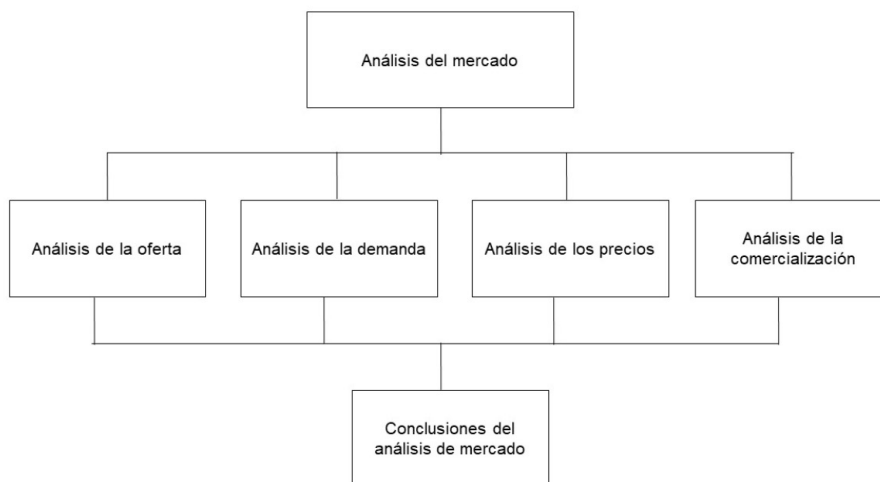 Análisis del mercado
Análisis de la oferta
Análisis de la demanda
Análisis de los precios
Análisis de la
comercialización
Conclusiones del
análisis de mercado